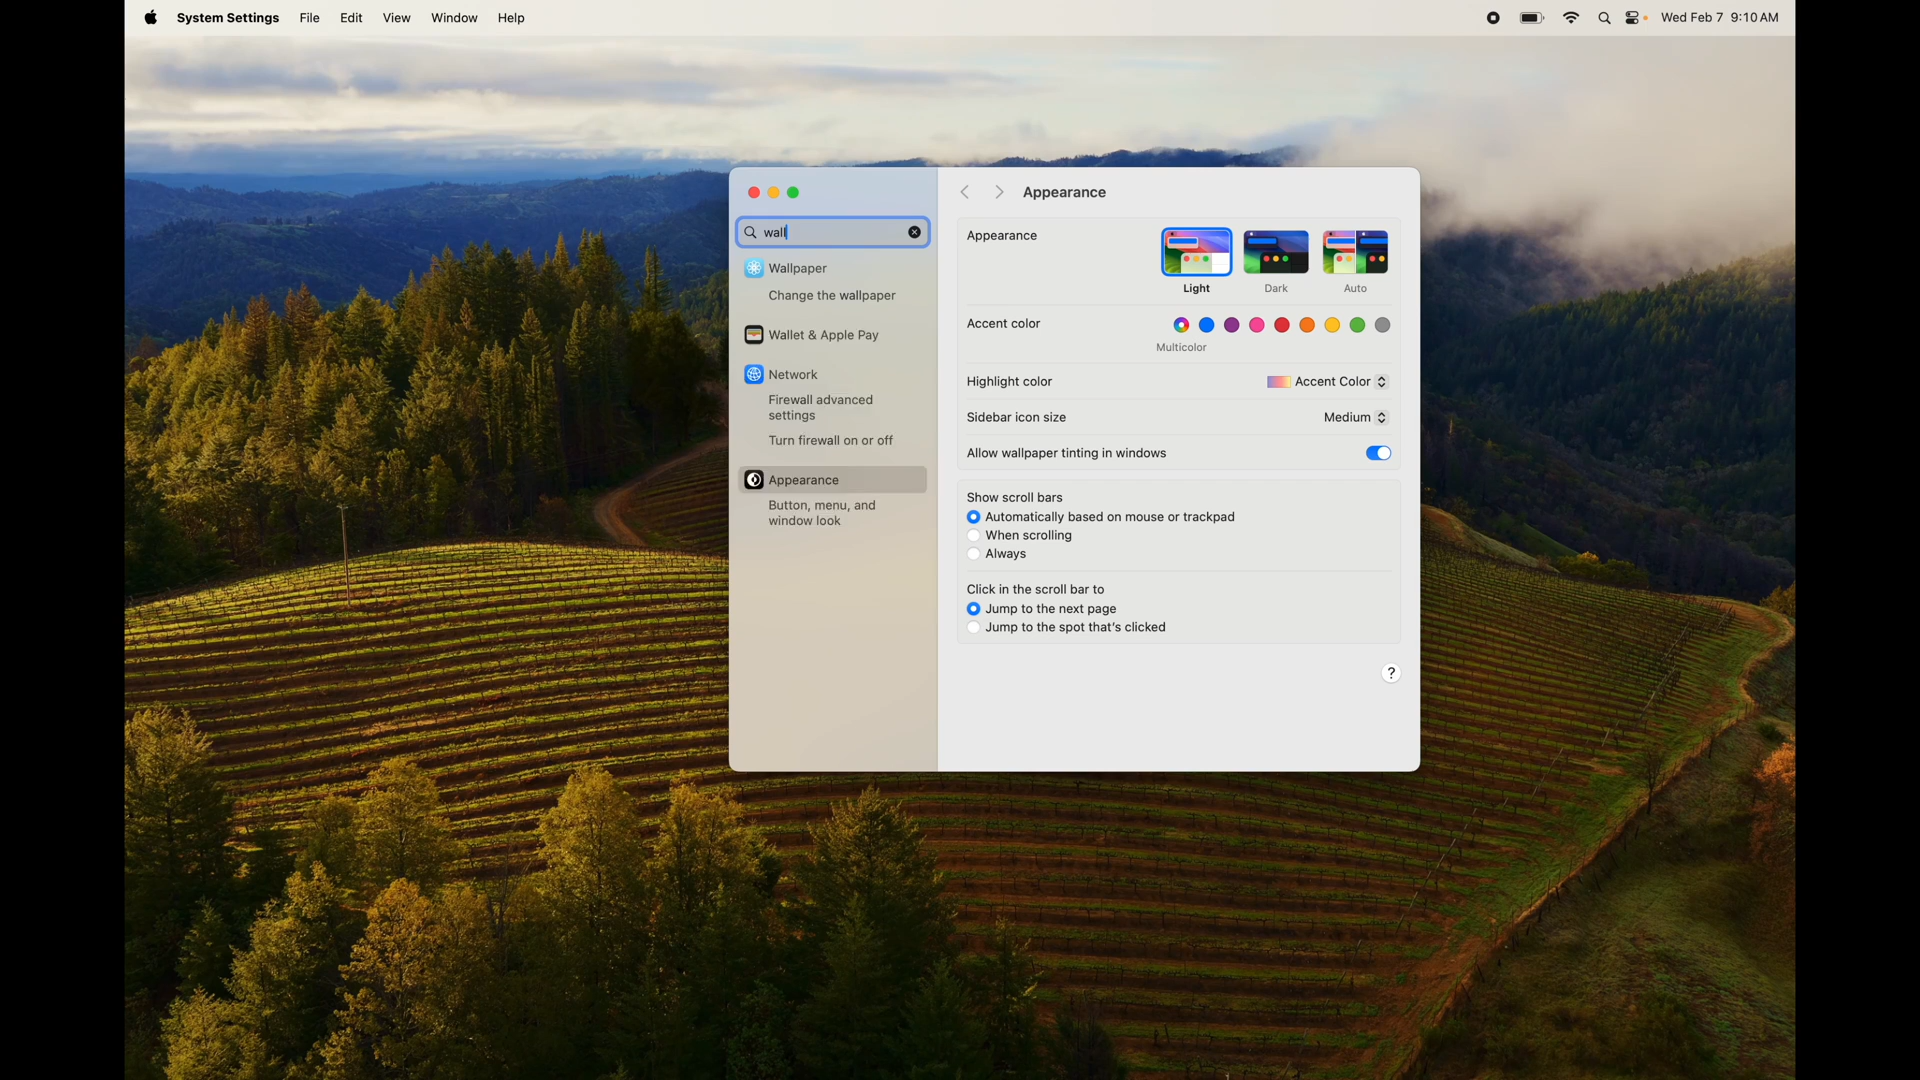 System Settings File Edit View Window Help Wed Feb 7 9:10 AM
Appearance
wall
Wallpaper
Change the wallpaper
Wallet & Apple Pay
Network
Firewall advanced
settings
Turn firewall on or off
Appearance
Button, menu, and
window look
Appearance
Light Dark Auto
Accent color
Multicolor
Highlight color Accent Color
Sidebar icon size Medium
Allow wallpaper tinting in windows
Show scroll bars
Automatically based on mouse or trackpad
When scrolling
Always
Click in the scroll bar to
Jump to the next page
Jump to the spot that's clicked
?